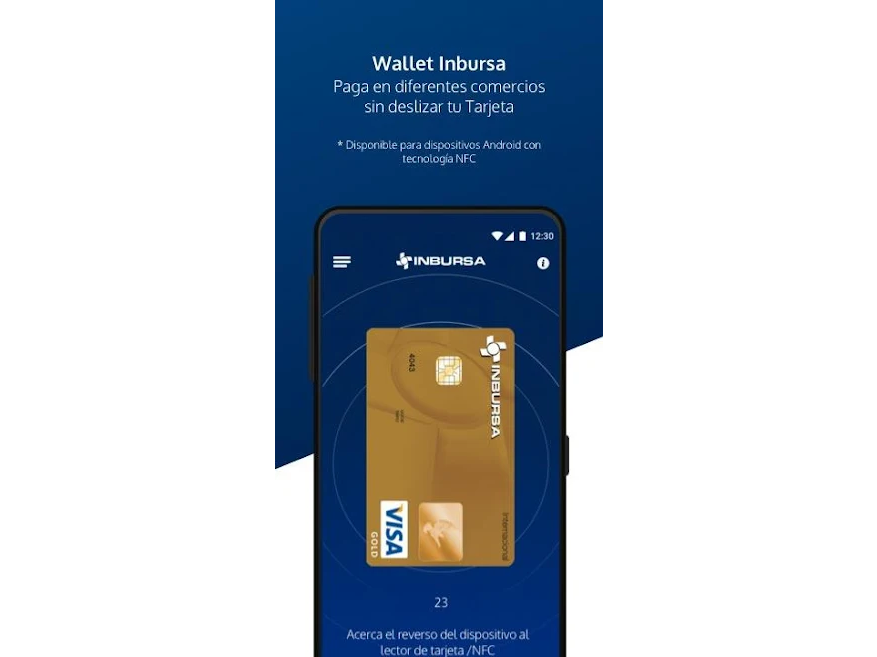 Wallet Inbursa
Paga en diferentes comercios
sin deslizar tu Tarjeta
* Disponible para dispositivos Android con
tecnología NFC
12:30
INBURSA
INBURSA
4043
Internacional
VISA
GOLD
23
Acerca el reverso del dispositivo al
lector de tarjeta /NFC